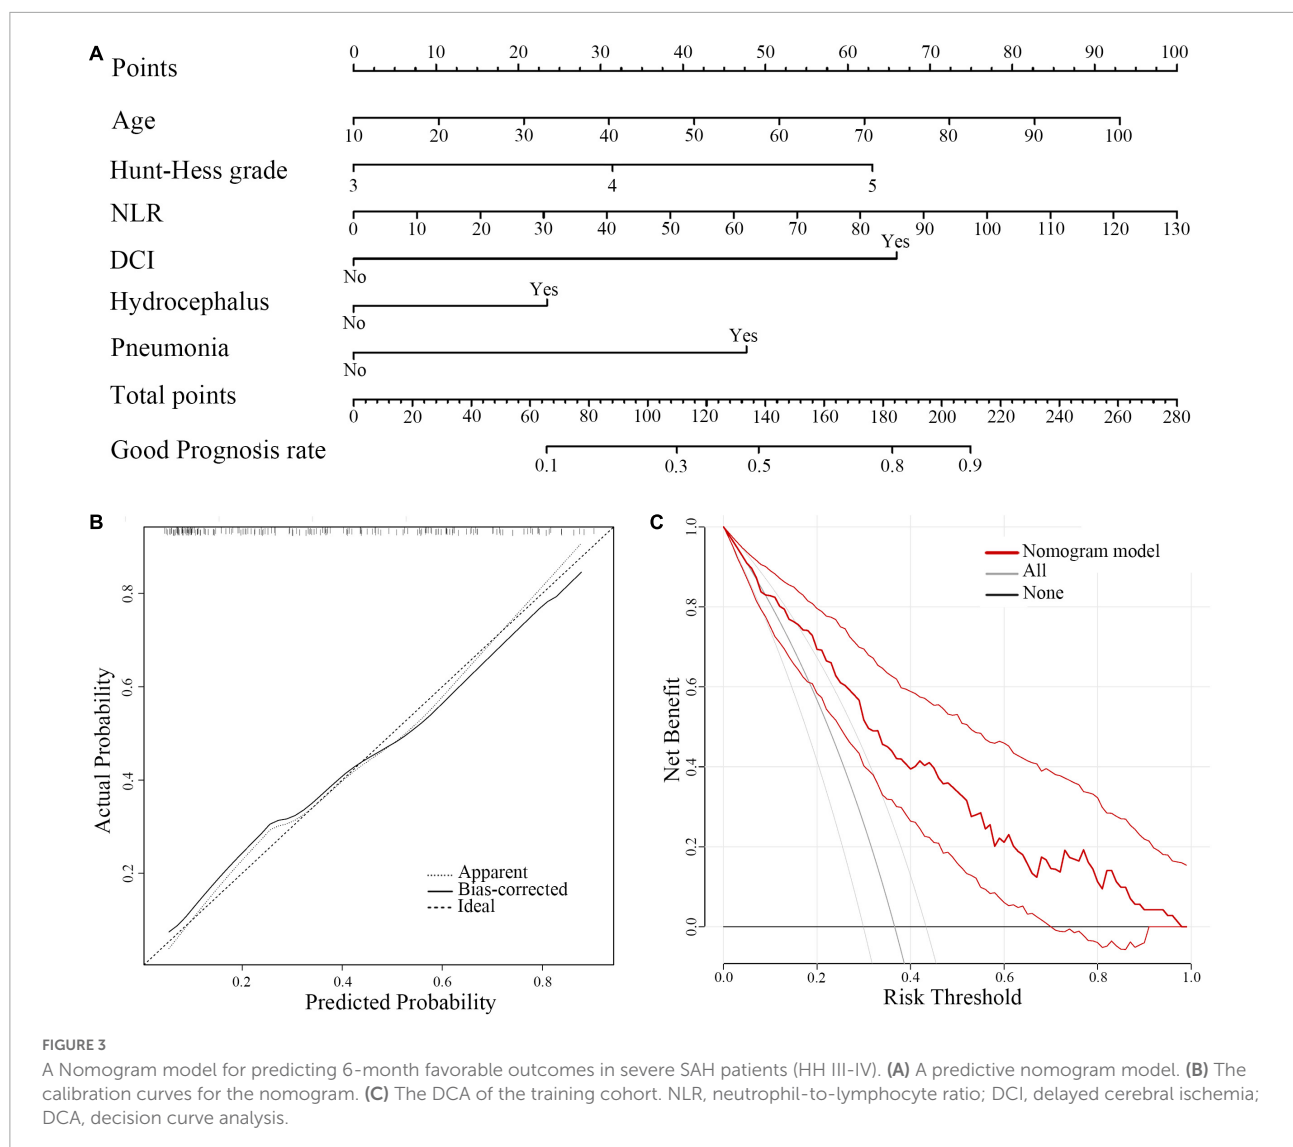 A
Points
0 10 20 30 40 50 60 70 80 90 100
Age
10 20 30 40 50 60 70 80 90 100
Hunt-Hess grade
3 4 5
NLR
0 10 20 30 40 50 60 70 80 90 100 110 120 130
DCI
No Yes
Hydrocephalus
No Yes
Pneumonia
No Yes
Total points
0 20 40 60 80 100 120 140 160 180 200 220 240 260 280
Good Prognosis rate
0.1 0.3 0.5 0.8 0.9
B
Actual Probability
0.8
0.6
0.4
0.2
Apparent
Bias-corrected
Ideal
0.2 0.4 0.6 0.8
Predicted Probability
C
Net Benefit
1.0
0.8
0.6
0.4
0.2
0.0
Nomogram model
All
None
0.0 0.2 0.4 0.6 0.8 1.0
Risk Threshold
FIGURE 3
A Nomogram model for predicting 6-month favorable outcomes in severe SAH patients (HH III-IV). (A) A predictive nomogram model. (B) The
calibration curves for the nomogram. (C) The DCA of the training cohort. NLR, neutrophil-to-lymphocyte ratio; DCI, delayed cerebral ischemia;
DCA, decision curve analysis.